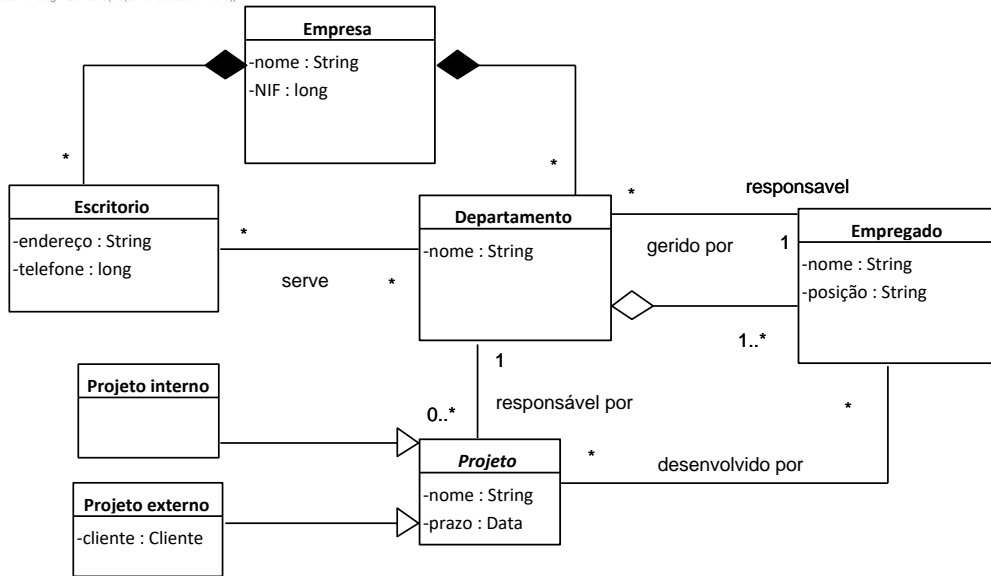 Empresa
-nome : String
-NIF : long
*
*
Escritorio
-endereço : String
-telefone : long
*
serve
*
Departamento
-nome : String
*
responsavel
gerido por
1
1..*
Empregado
-nome : String
-posição : String
1
responsável por
0..*
Projeto interno
Projeto externo
-cliente : Cliente
Projeto
-nome : String
-prazo : Data
*
desenvolvido por
*